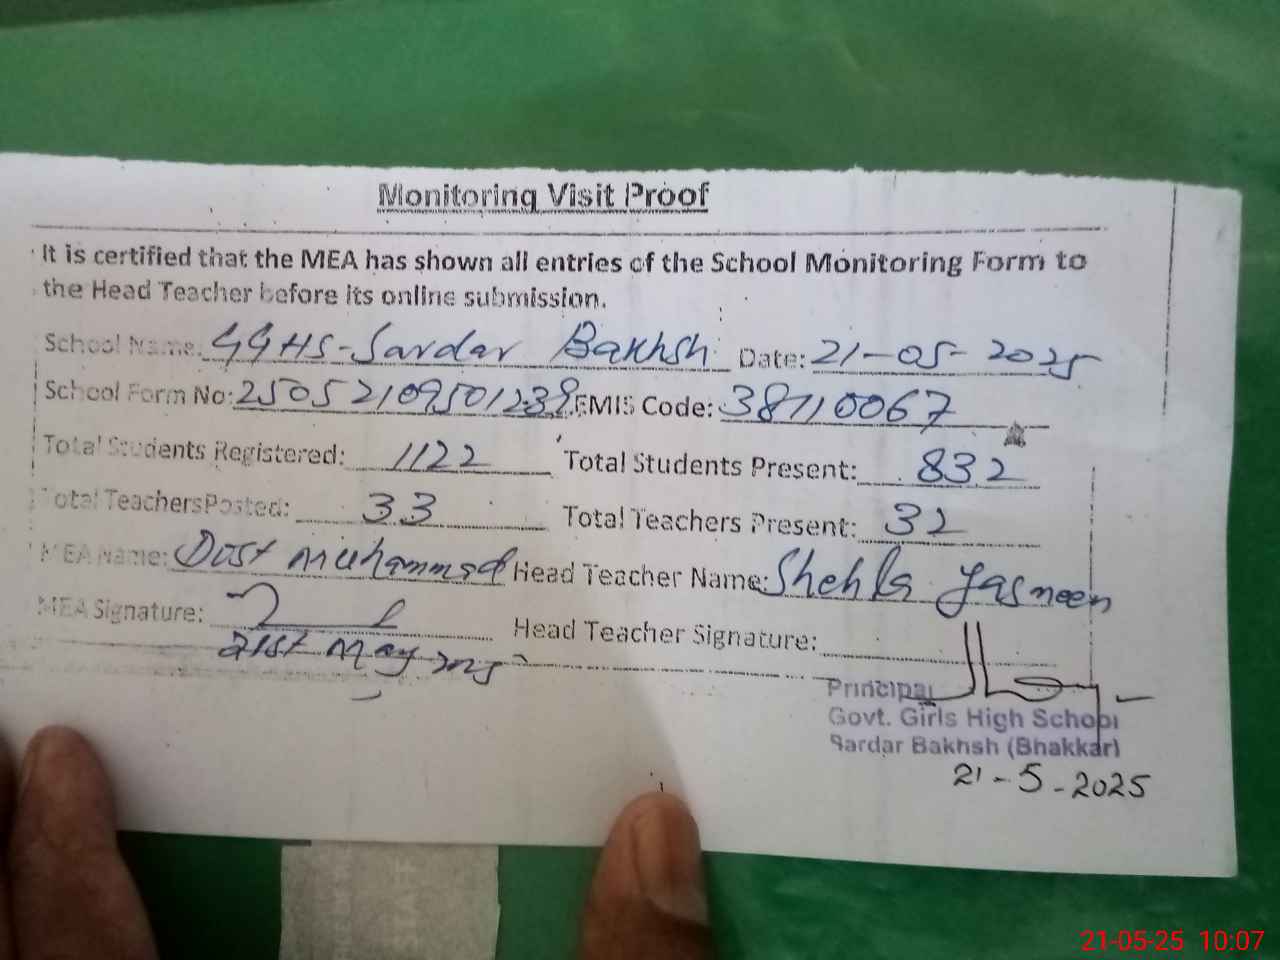 Monitoring Visit Proof
It is certified that the MEA has shown all entries of the School Monitoring Form to
the Head Teacher before its online submission.
School Name: GGHS-Sardar Bakhsh Date: 21-05-2025
School Form No: 25052109501239 EMIS Code: 38110067
Total Students Registered: 1122 Total Students Present: 832
Total Teachers Posted: 33 Total Teachers Present: 32
MEA Name: Dost Muhammad Head Teacher Name: Shehla Yasmeen
MEA Signature: Head Teacher Signature:
21st May 2025
Principal
Govt. Girls High School
Sardar Bakhsh (Bhakkar)
21-5-2025
21-05-25 10:07